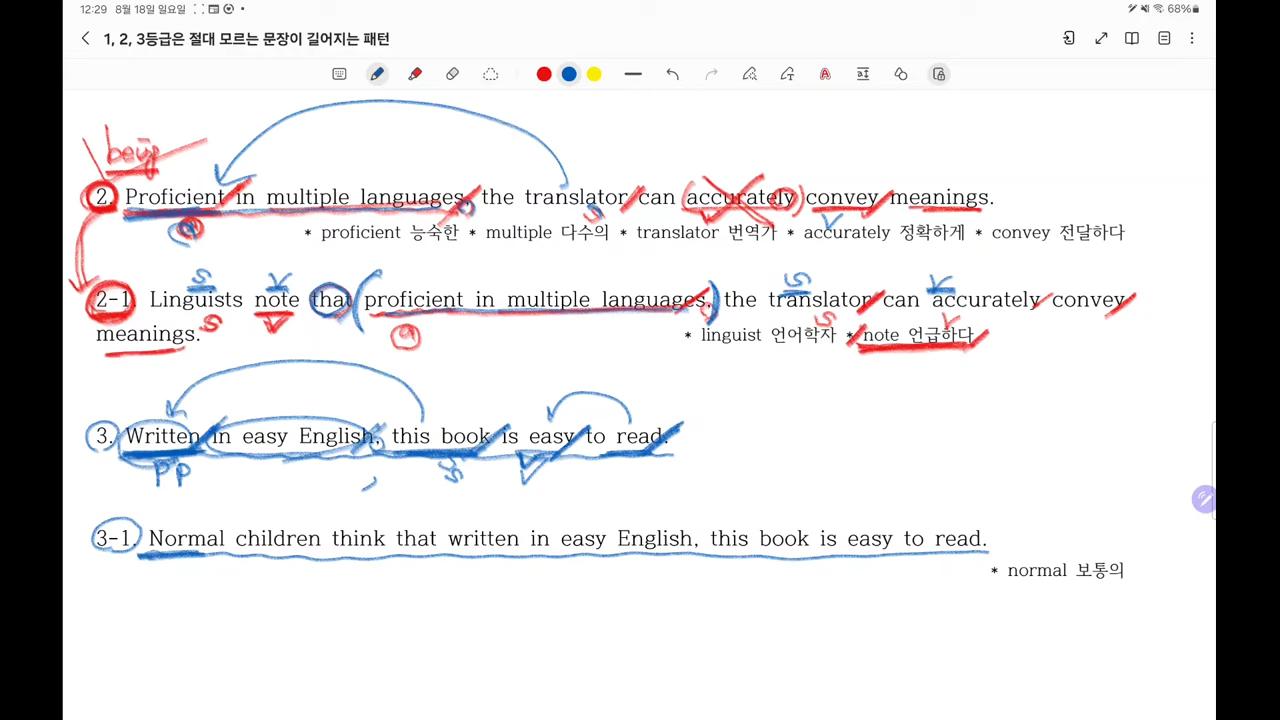 12:29 8월 18일 일요일 68%
1, 2, 3등급은 절대 모르는 문장이 길어지는 패턴
being
2. Proficient in multiple languages, the translator can (accurately) convey meanings.
a S V
* proficient 능숙한 * multiple 다수의 * translator 번역가 * accurately 정확하게 * convey 전달하다
S V S V
2-1. Linguists note that (proficient in multiple languages,) the translator can accurately convey
S V a S V
meanings.
* linguist 언어학자 * note 언급하다
3. Written in easy English, this book is easy to read.
PP , S V
3-1. Normal children think that written in easy English, this book is easy to read.
* normal 보통의